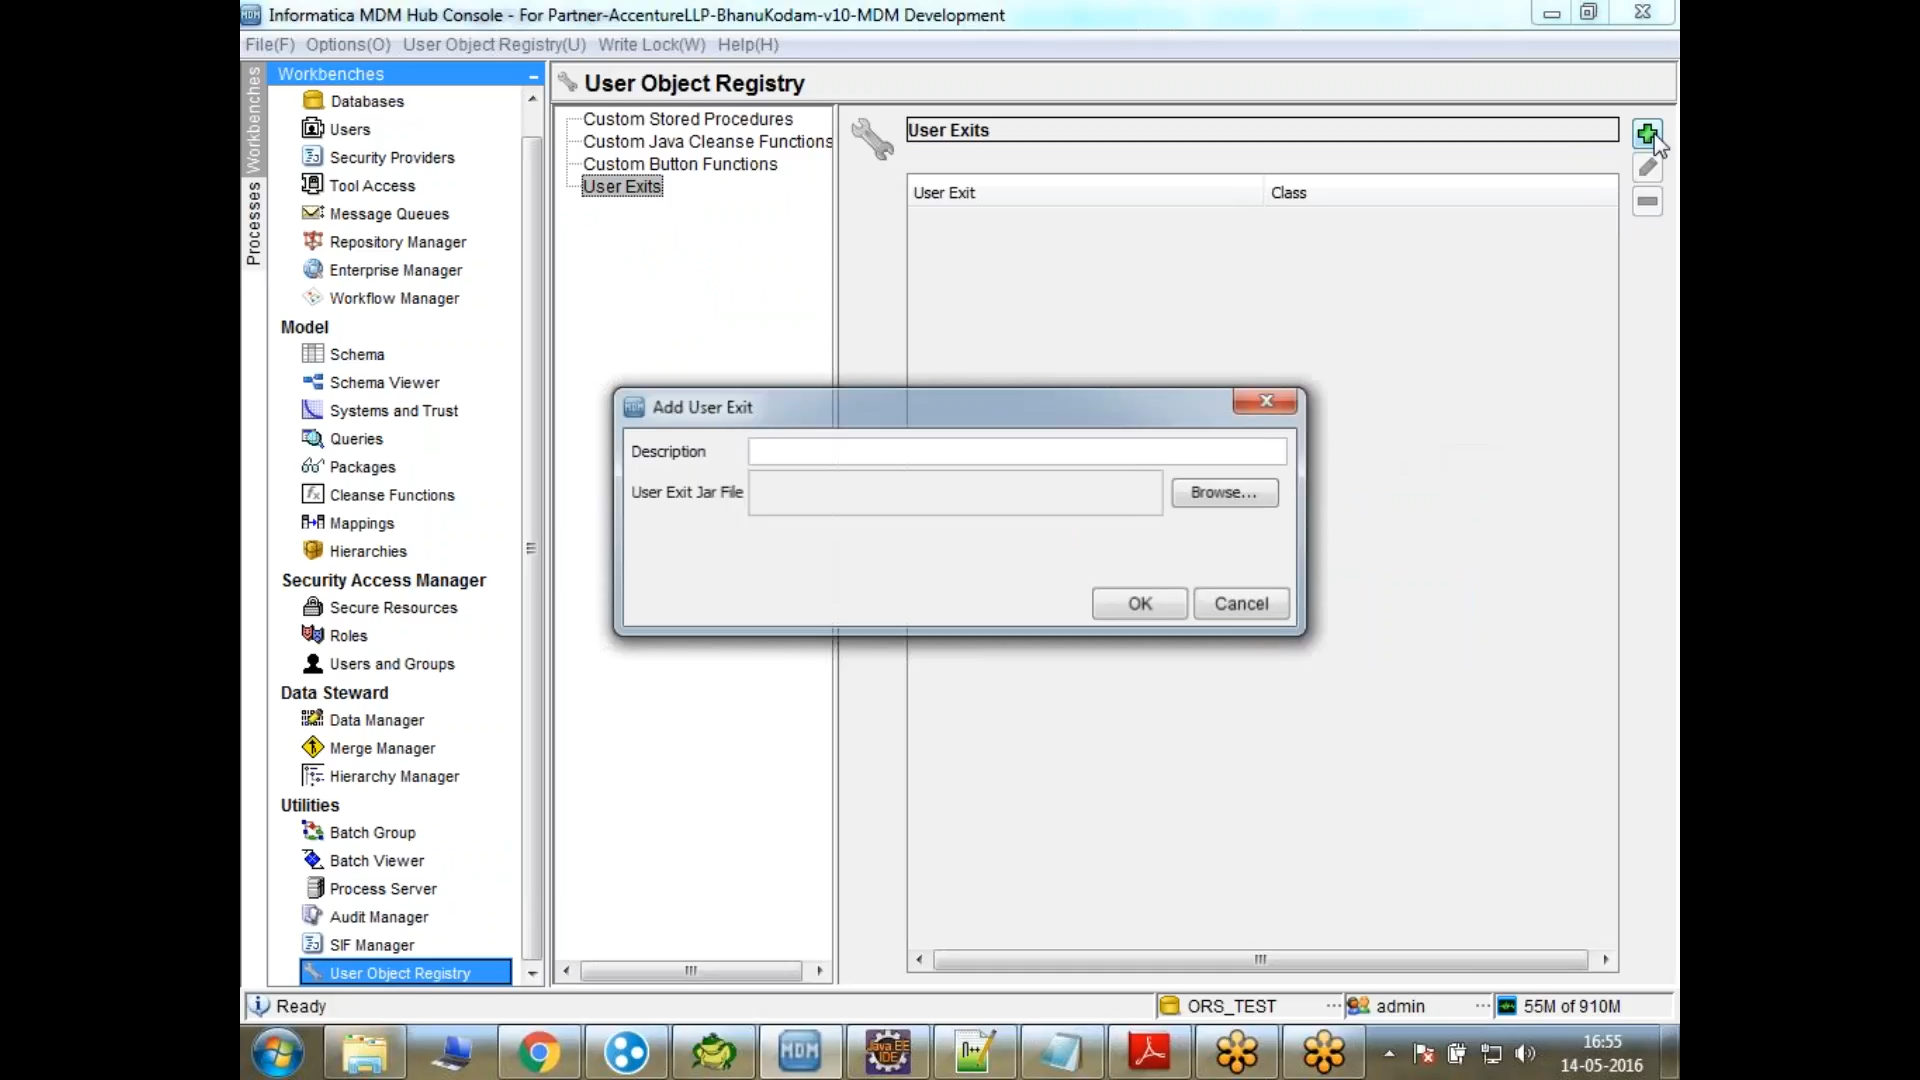 Informatica MDM Hub Console - For Partner-AccentureLLP-BhanuKodam-v10-MDM Development
File(F) Options(O) User Object Registry(U) Write Lock(W) Help(H)
Workbenches
Processes
Workbenches
Databases
Users
Security Providers
Tool Access
Message Queues
Repository Manager
Enterprise Manager
Workflow Manager
Model
Schema
Schema Viewer
Systems and Trust
Queries
Packages
Cleanse Functions
Mappings
Hierarchies
Security Access Manager
Secure Resources
Roles
Users and Groups
Data Steward
Data Manager
Merge Manager
Hierarchy Manager
Utilities
Batch Group
Batch Viewer
Process Server
Audit Manager
SIF Manager
User Object Registry
User Object Registry
Custom Stored Procedures
Custom Java Cleanse Functions
Custom Button Functions
User Exits
User Exits
User Exit Class
MDM Add User Exit
Description
User Exit Jar File Browse...
OK Cancel
Ready ORS_TEST ... admin ... 55M of 910M
MDM
Java EE
IDE
n++
16:55
14-05-2016